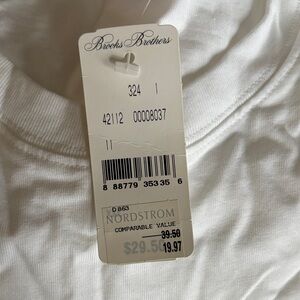 Brooks Brothers
324 1
42112 00008037
11
8 88779 35335 6
D 863
NORDSTROM
COMPARABLE VALUE
39.50
$29.50 19.97